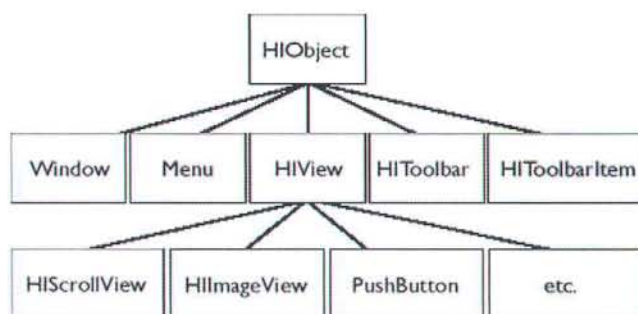 HIObject
Window Menu HIView HIToolbar HIToolbarItem
HIScrollView HIImageView PushButton etc.